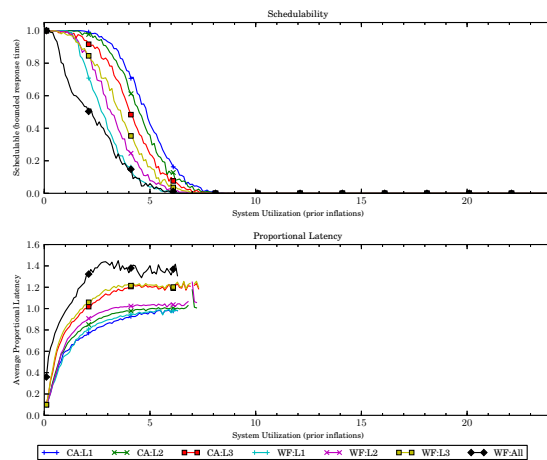 Schedulability
Schedulable (bounded response time)
1.0
0.8
0.6
0.4
0.2
0.0
0 5 10 15 20
System Utilization (prior inflations)
Proportional Latency
Average Proportional Latency
1.6
1.4
1.2
1.0
0.8
0.6
0.4
0.2
0.0
0 5 10 15 20
System Utilization (prior inflations)
CA:L1 CA:L2 CA:L3 WF:L1 WF:L2 WF:L3 WF:All